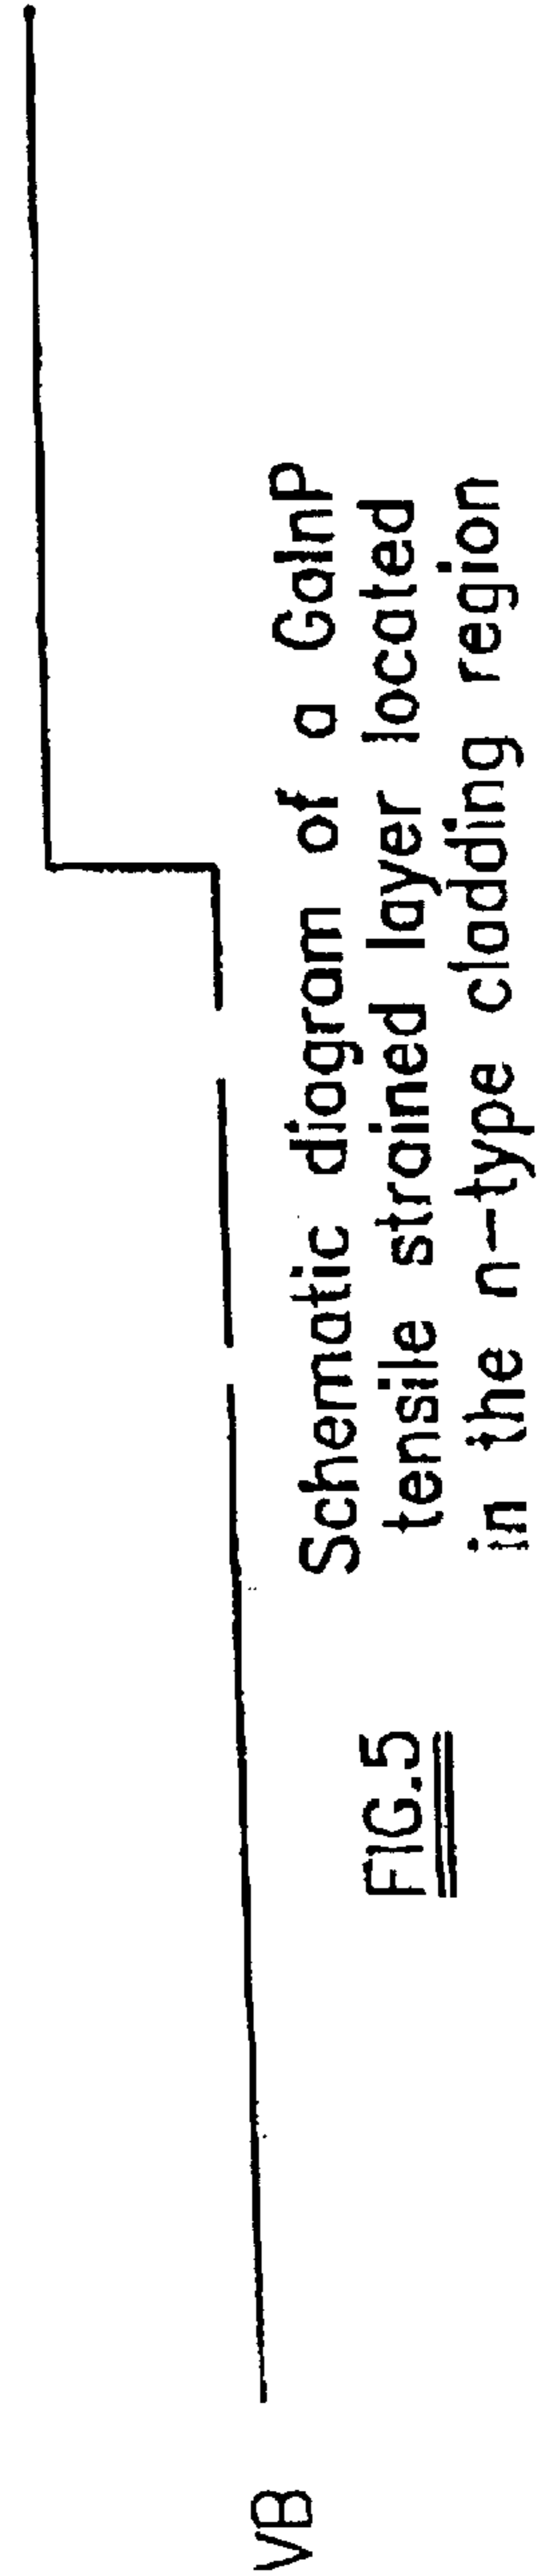 VB
FIG.5
Schematic diagram of a GaInP
tensile strained layer located
in the n-type cladding region